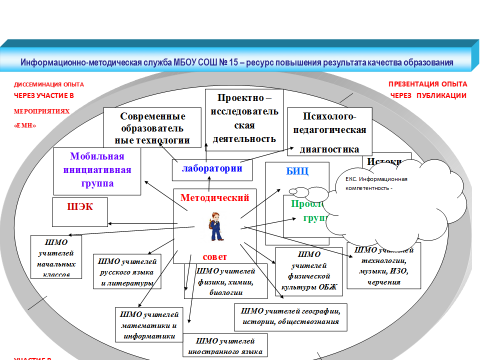 Информационно-методическая служба МБОУ СОШ № 15 – ресурс повышения результата качества образования
ДИССЕМИНАЦИЯ ОПЫТА
ЧЕРЕЗ УЧАСТИЕ В
МЕРОПРИЯТИЯХ
«ЕМН»
ПРЕЗЕНТАЦИЯ ОПЫТА
ЧЕРЕЗ ПУБЛИКАЦИИ
Современные
образователь
ные технологии
Проектно –
исследователь
ская
деятельность
Психолого-
педагогическая
диагностика
Мобильная
инициативная
группа
лаборатории
БИЦ
Истоки
ЕКС. Информационная
компетентность -
ШЭК
Методический
совет
ШМО учителей
начальных
классов
ШМО учителей
русского языка
и литературы
ШМО учителей
математики и
информатики
ШМО учителей
физики, химии,
биологии
ШМО учителей
иностранного языка
ШМО
учителей
физической
культуры ОБЖ
ШМО учителей географии,
истории, обществознания
ШМО учителей
технологии,
музыки, ИЗО,
черчения